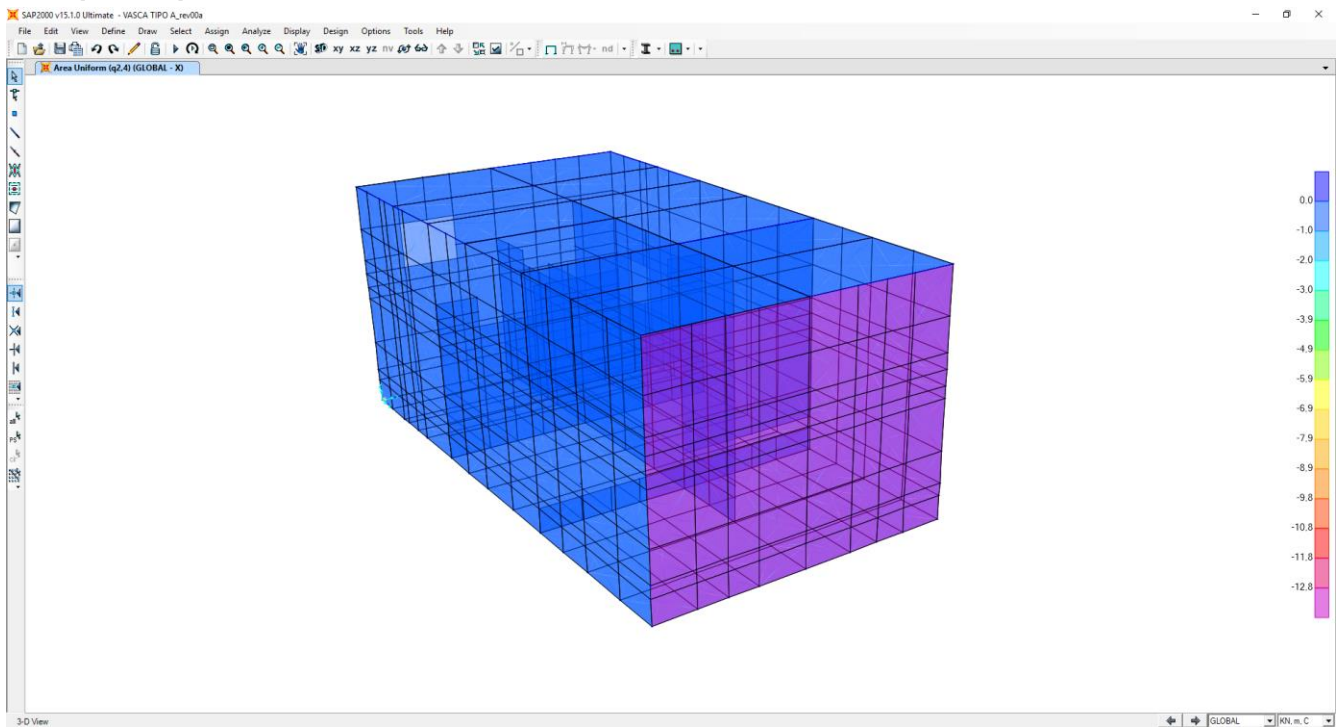 SAP2000 v15.1.0 Ultimate - VASCA TIPO A_rev00a
File Edit View Define Draw Select Assign Analyze Display Design Options Tools Help
3D xy xz yz nv nd
Area Uniform (q2.4) (GLOBAL - X)
0.0
-1.0
-2.0
-3.0
-3.9
-4.9
-5.9
-6.9
-7.9
-8.9
-9.8
-10.8
-11.8
-12.8
3-D View GLOBAL KN, m, C